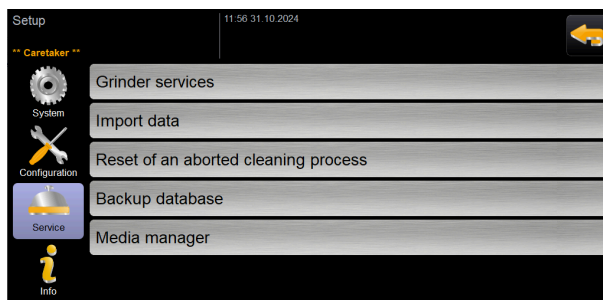 Setup
11:56 31.10.2024
** Caretaker **
System
Configuration
Service
Info
Grinder services
Import data
Reset of an aborted cleaning process
Backup database
Media manager